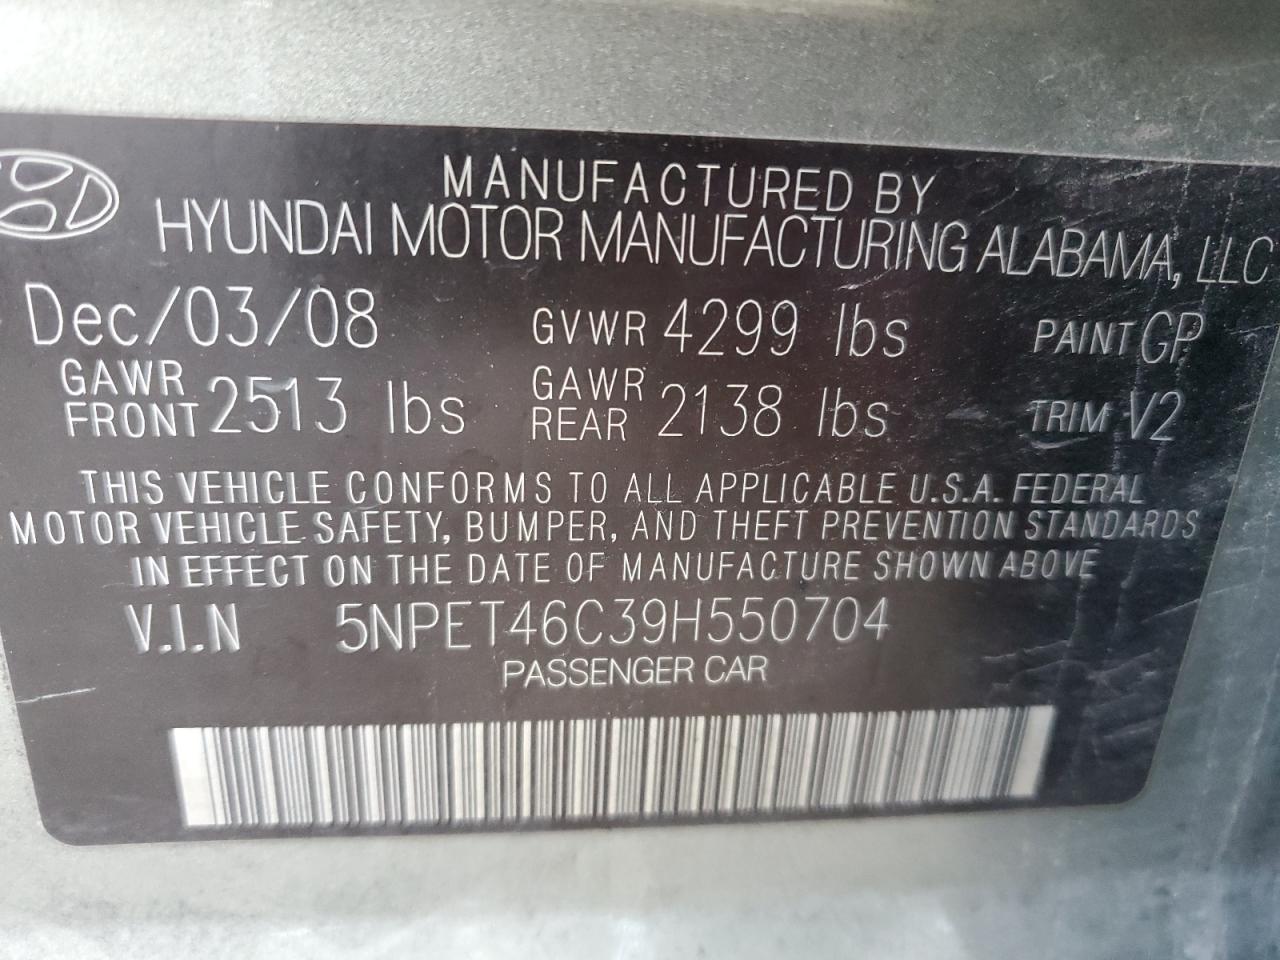 MANUFACTURED BY
HYUNDAI MOTOR MANUFACTURING ALABAMA, LLC
Dec/03/08 GVWR 4299 lbs PAINT GP
GAWR FRONT 2513 lbs GAWR REAR 2138 lbs TRIM V2
THIS VEHICLE CONFORMS TO ALL APPLICABLE U.S.A. FEDERAL
MOTOR VEHICLE SAFETY, BUMPER, AND THEFT PREVENTION STANDARDS
IN EFFECT ON THE DATE OF MANUFACTURE SHOWN ABOVE
V.I.N 5NPET46C39H550704
PASSENGER CAR